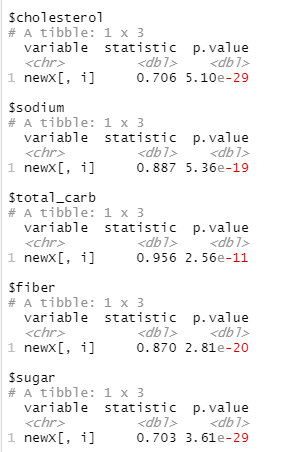 $cholesterol
# A tibble: 1 x 3
variable statistic p.value
<chr> <dbl> <dbl>
1 newX[, i] 0.706 5.10e-29
$sodium
# A tibble: 1 x 3
variable statistic p.value
<chr> <dbl> <dbl>
1 newX[, i] 0.887 5.36e-19
$total_carb
# A tibble: 1 x 3
variable statistic p.value
<chr> <dbl> <dbl>
1 newX[, i] 0.956 2.56e-11
$fiber
# A tibble: 1 x 3
variable statistic p.value
<chr> <dbl> <dbl>
1 newX[, i] 0.870 2.81e-20
$sugar
# A tibble: 1 x 3
variable statistic p.value
<chr> <dbl> <dbl>
1 newX[, i] 0.703 3.61e-29